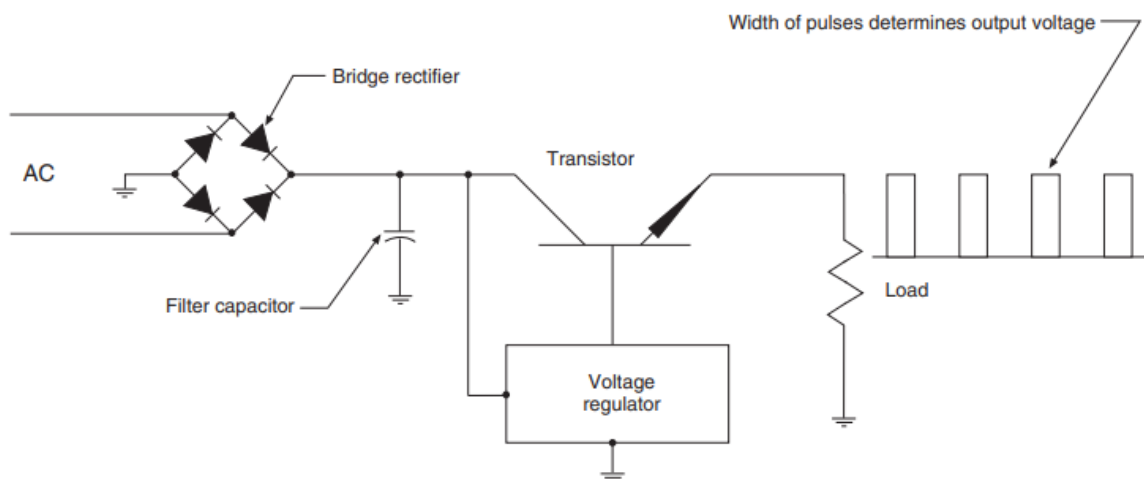 Width of pulses determines output voltage
Bridge rectifier
AC
Transistor
Filter capacitor
Load
Voltage
regulator